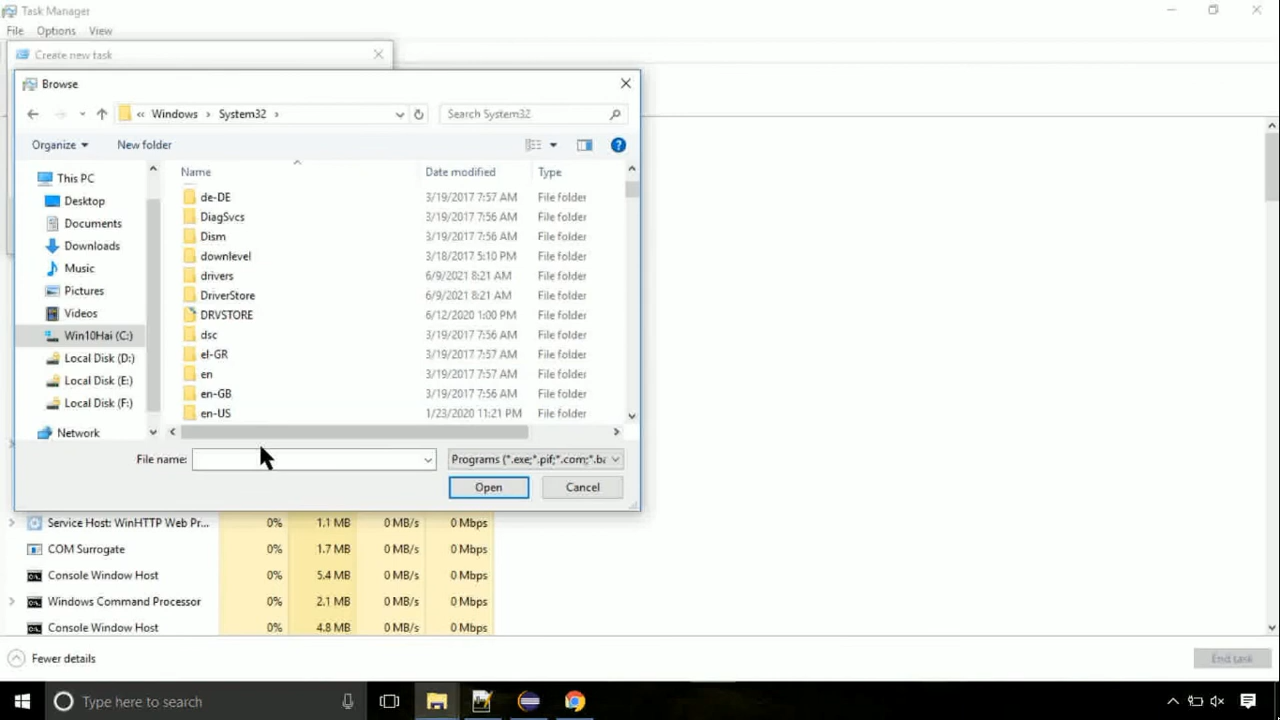 Task Manager
File Options View
Create new task
Browse
« Windows › System32 ›
Search System32
Organize New folder
Name Date modified Type
This PC
Desktop
Documents
Downloads
Music
Pictures
Videos
Win10Hai (C:)
Local Disk (D:)
Local Disk (E:)
Local Disk (F:)
Network
de-DE 3/19/2017 7:57 AM File folder
DiagSvcs 3/19/2017 7:56 AM File folder
Dism 3/19/2017 7:56 AM File folder
downlevel 3/18/2017 5:10 PM File folder
drivers 6/9/2021 8:21 AM File folder
DriverStore 6/9/2021 8:21 AM File folder
DRVSTORE 6/12/2020 1:00 PM File folder
dsc 3/19/2017 7:56 AM File folder
el-GR 3/19/2017 7:57 AM File folder
en 3/19/2017 7:57 AM File folder
en-GB 3/19/2017 7:56 AM File folder
en-US 1/23/2020 11:21 PM File folder
File name: Programs (*.exe;*.pif;*.com;*.ba
Open Cancel
Service Host: WinHTTP Web Pr... 0% 1.1 MB 0 MB/s 0 Mbps
COM Surrogate 0% 1.7 MB 0 MB/s 0 Mbps
Console Window Host 0% 5.4 MB 0 MB/s 0 Mbps
Windows Command Processor 0% 2.1 MB 0 MB/s 0 Mbps
Console Window Host 0% 4.8 MB 0 MB/s 0 Mbps
Fewer details
End task
Type here to search